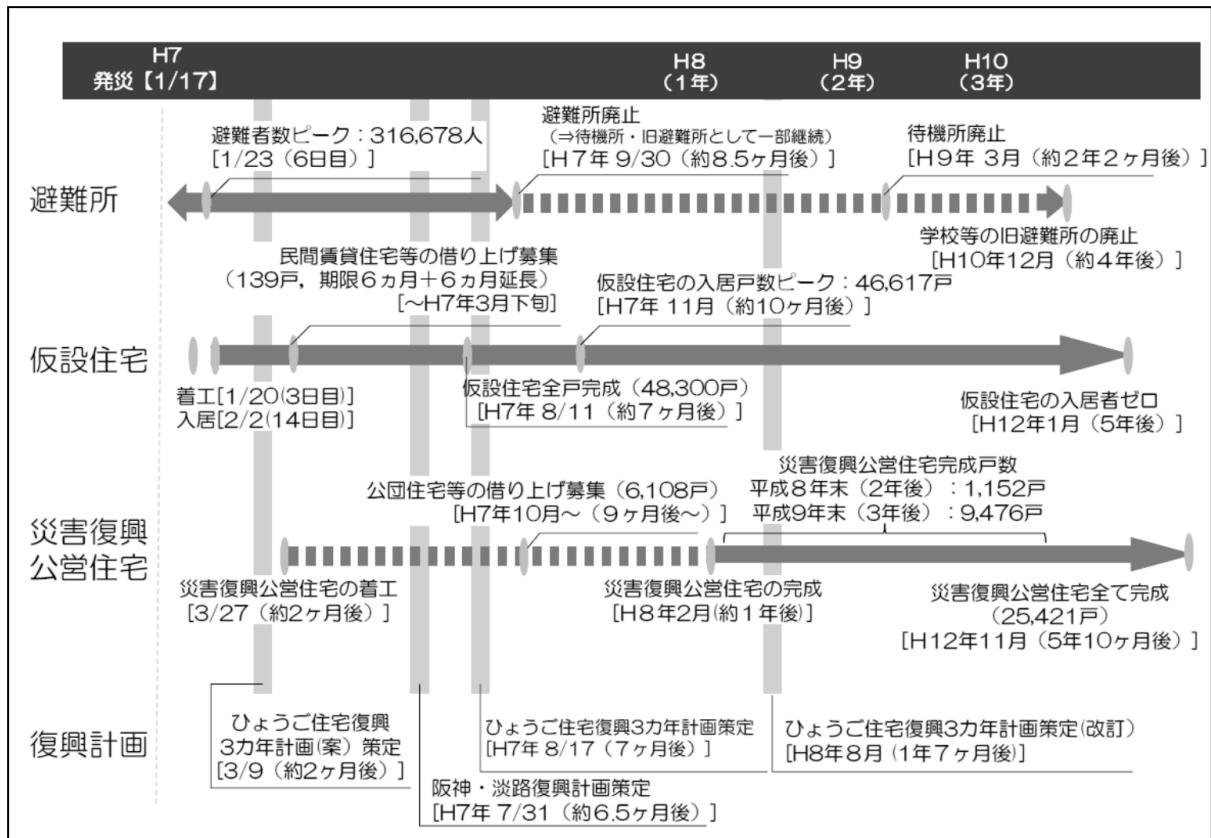 H7
発災【1/17】
H8
（1年）
H9
（2年）
H10
（3年）
避難所
避難者数ピーク：316,678人
[1/23（6日目）]
避難所廃止
（⇒待機所・旧避難所として一部継続）
[H7年 9/30（約8.5ヶ月後）]
待機所廃止
[H9年 3月（約2年2ヶ月後）]
学校等の旧避難所の廃止
[H10年12月（約4年後）]
仮設住宅
民間賃貸住宅等の借り上げ募集
（139戸，期限6ヵ月＋6ヵ月延長）
[～H7年3月下旬]
仮設住宅の入居戸数ピーク：46,617戸
[H7年 11月（約10ヶ月後）]
着工[1/20(3日目)]
入居[2/2(14日目)]
仮設住宅全戸完成（48,300戸）
[H7年 8/11（約7ヶ月後）]
仮設住宅の入居者ゼロ
[H12年1月（5年後）]
災害復興
公営住宅
公団住宅等の借り上げ募集（6,108戸）
[H7年10月～（9ヶ月後～）]
災害復興公営住宅完成戸数
平成8年末（2年後）：1,152戸
平成9年末（3年後）：9,476戸
災害復興公営住宅の着工
[3/27（約2ヶ月後）]
災害復興公営住宅の完成
[H8年2月(約1年後)]
災害復興公営住宅全て完成
（25,421戸）
[H12年11月（5年10ヶ月後）]
復興計画
ひょうご住宅復興
3カ年計画(案）策定
[3/9（約2ヶ月後）]
阪神・淡路復興計画策定
[H7年 7/31（約6.5ヶ月後）]
ひょうご住宅復興3カ年計画策定
[H7年 8/17（7ヶ月後）]
ひょうご住宅復興3カ年計画策定(改訂）
[H8年8月（1年7ヶ月後)]